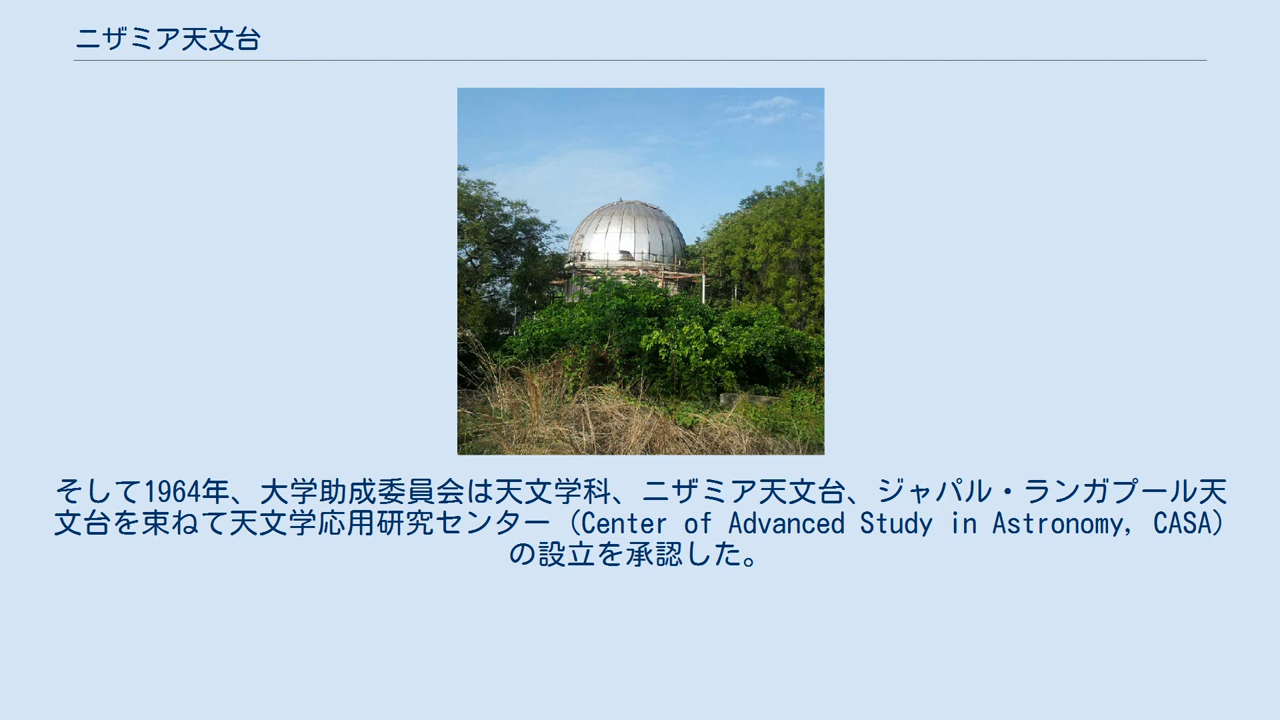 ニザミア天文台
そして1964年、大学助成委員会は天文学科、ニザミア天文台、ジャパル・ランガプール天
文台を束ねて天文学応用研究センター（Center of Advanced Study in Astronomy, CASA）
の設立を承認した。